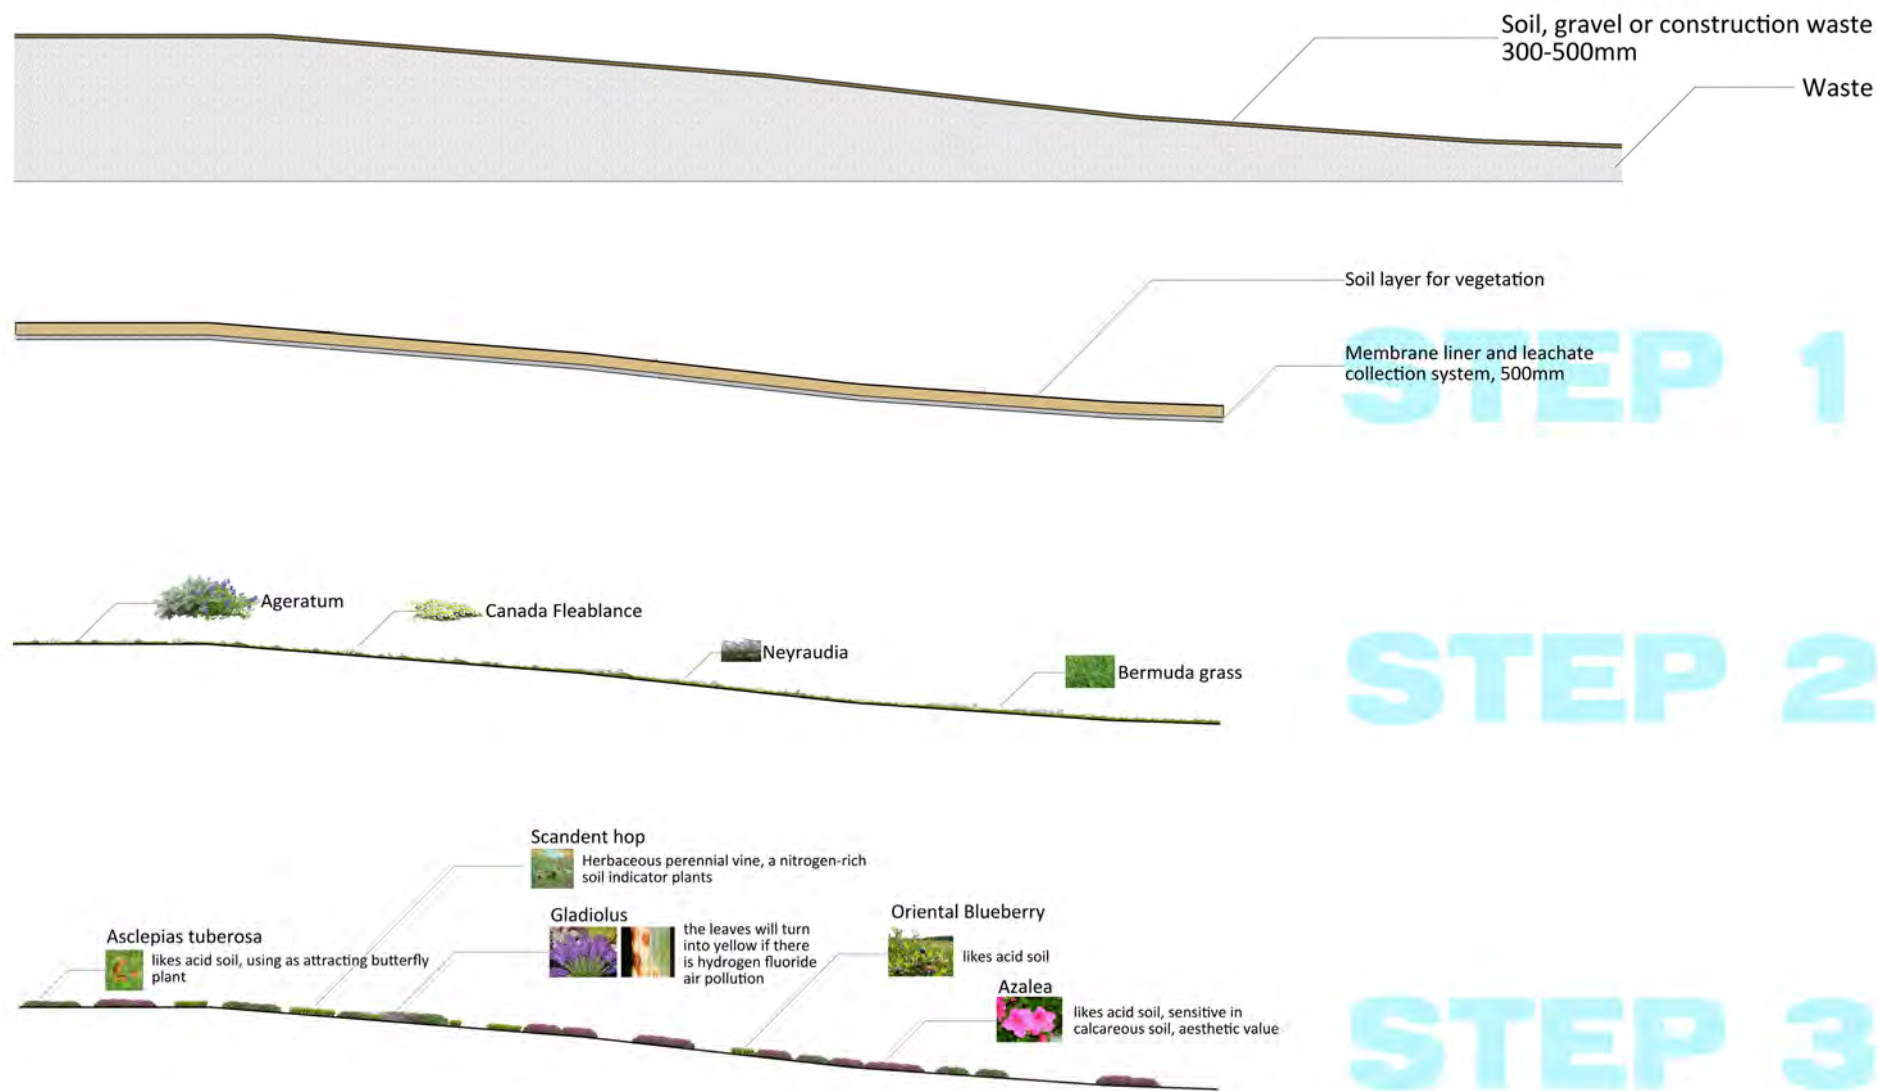 Soil, gravel or construction waste
300-500mm
Waste
Soil layer for vegetation
Membrane liner and leachate
collection system, 500mm
STEP 1
Ageratum
Canada Fleablance
Neyraudia
Bermuda grass
STEP 2
Scandent hop
Herbaceous perennial vine, a nitrogen-rich
soil indicator plants
Gladiolus
the leaves will turn
into yellow if there
is hydrogen fluoride
air pollution
Oriental Blueberry
likes acid soil
Asclepias tuberosa
likes acid soil, using as attracting butterfly
plant
Azalea
likes acid soil, sensitive in
calcareous soil, aesthetic value
STEP 3